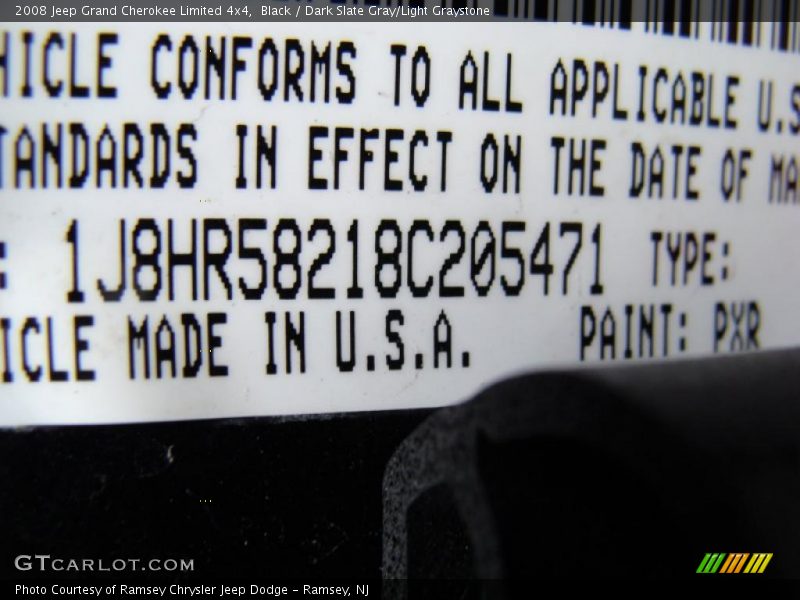 2008 Jeep Grand Cherokee Limited 4x4, Black / Dark Slate Gray/Light Graystone
HICLE CONFORMS TO ALL APPLICABLE U.S
TANDARDS IN EFFECT ON THE DATE OF MA
: 1J8HR58218C205471 TYPE:
ICLE MADE IN U.S.A. PAINT: PXR
GTCARLOT.COM
Photo Courtesy of Ramsey Chrysler Jeep Dodge - Ramsey, NJ